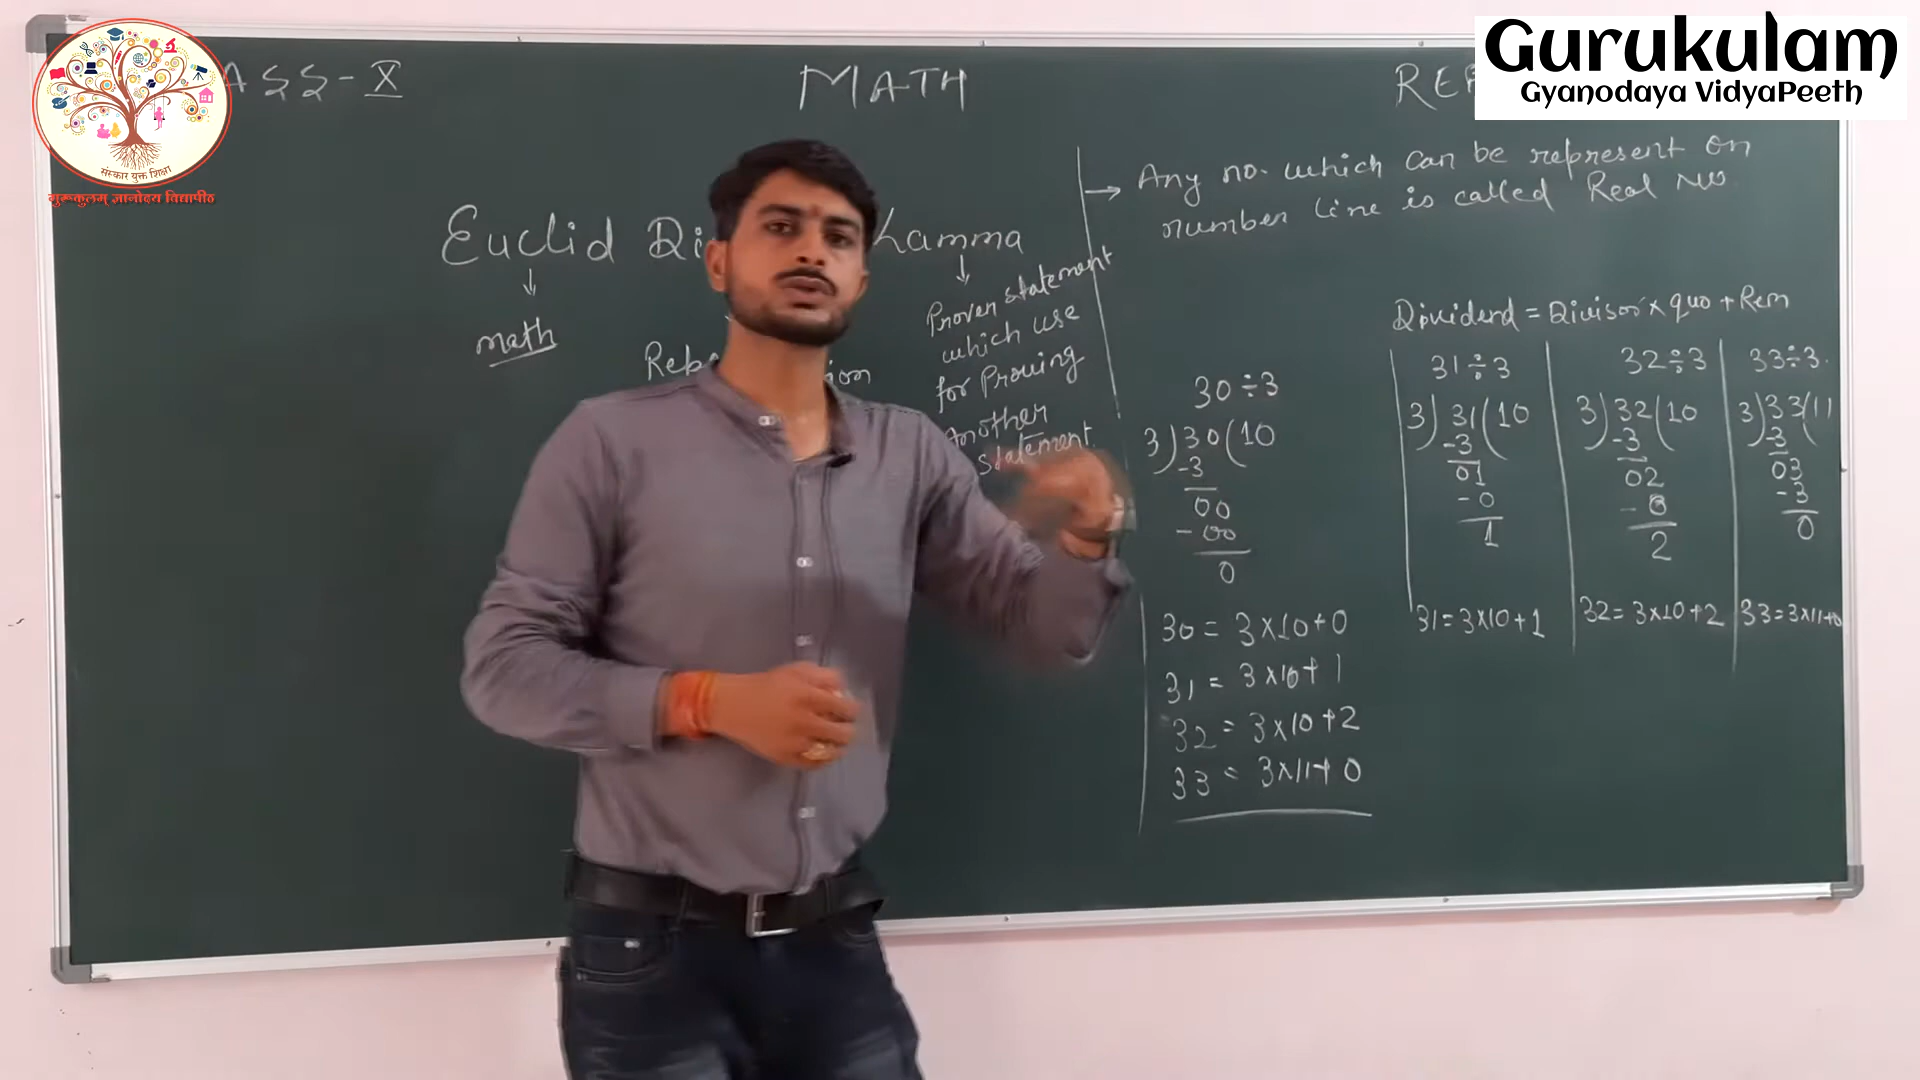 Gurukulam
Gyanodaya VidyaPeeth
संस्कार युक्त शिक्षा
गुरूकुलम् ज्ञानोदय विद्यापीठ
ASS - X
MATH
Any no. which can be represent on
number line is called Real No.
Euclid Lamma
math
Proven statement
which use
for Proving
Another
statement.
Dividend = Divisor × quo + Rem
30 ÷ 3
3 ) 30 ( 10
-3
00
- 00
0
30 = 3×10+0
31 = 3×10+1
32 = 3×10+2
33 = 3×11+0
31 ÷ 3
3 ) 31 ( 10
-3
01
- 0
1
31 = 3×10+1
32 ÷ 3
3 ) 32 ( 10
-3
02
- 0
2
32 = 3×10+2
33 ÷ 3.
3 ) 33 ( 11
-3
03
-3
0
33 = 3×11+0